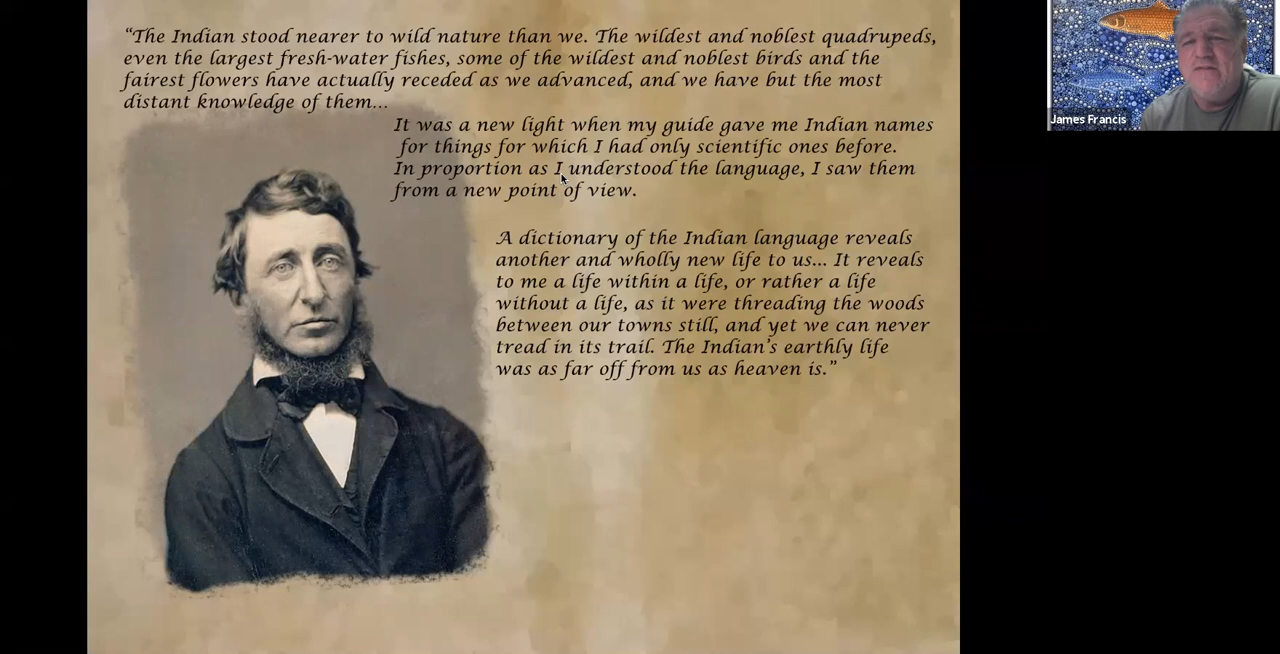 “The Indian stood nearer to wild nature than we. The wildest and noblest quadrupeds,
even the largest fresh-water fishes, some of the wildest and noblest birds and the
fairest flowers have actually receded as we advanced, and we have but the most
distant knowledge of them...
It was a new light when my guide gave me Indian names
for things for which I had only scientific ones before.
In proportion as I understood the language, I saw them
from a new point of view.
A dictionary of the Indian language reveals
another and wholly new life to us... It reveals
to me a life within a life, or rather a life
without a life, as it were threading the woods
between our towns still, and yet we can never
tread in its trail. The Indian’s earthly life
was as far off from us as heaven is.”
James Francis